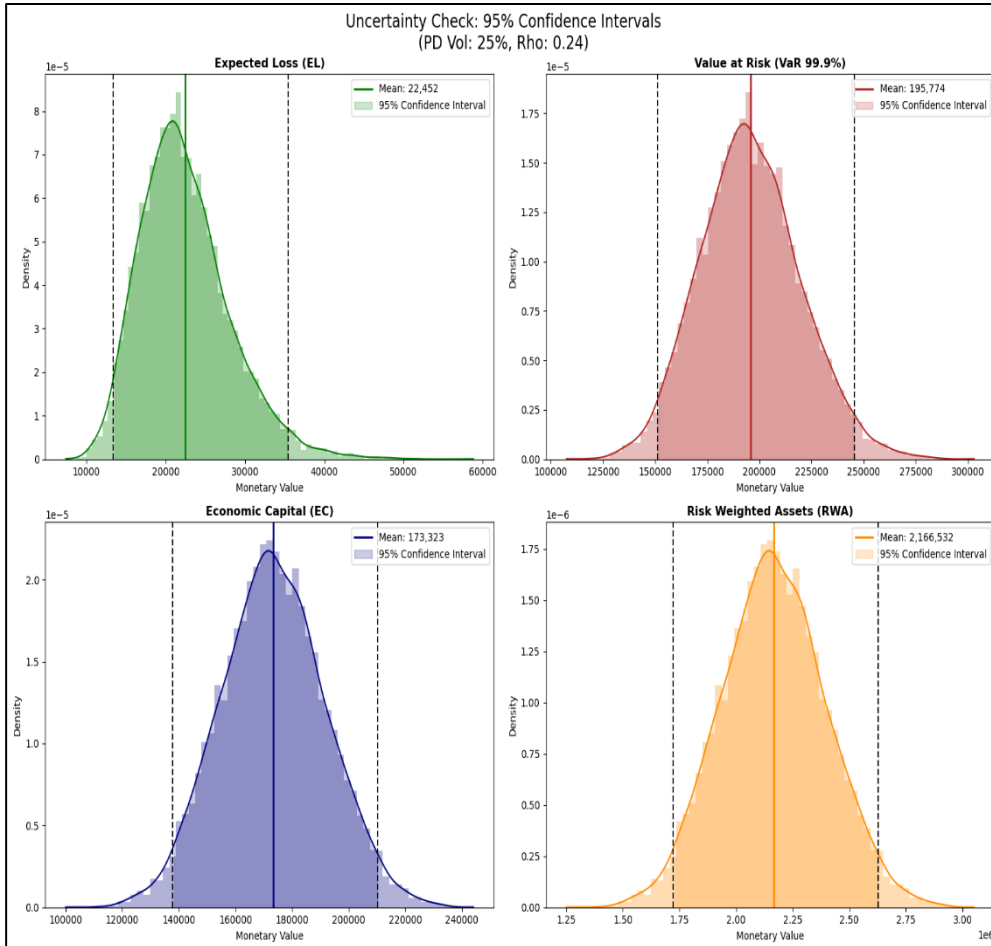 Uncertainty Check: 95% Confidence Intervals
(PD Vol: 25%, Rho: 0.24)
Expected Loss (EL)
1e-5
Mean: 22,452
95% Confidence Interval
8
7
6
5
4
3
2
1
0
Density
10000 20000 30000 40000 50000 60000
Monetary Value
Value at Risk (VaR 99.9%)
1e-5
Mean: 195,774
95% Confidence Interval
1.75
1.50
1.25
1.00
0.75
0.50
0.25
0.00
Density
100000 125000 150000 175000 200000 225000 250000 275000 300000
Monetary Value
Economic Capital (EC)
1e-5
Mean: 173,323
95% Confidence Interval
2.0
1.5
1.0
0.5
0.0
Density
100000 120000 140000 160000 180000 200000 220000 240000
Monetary Value
Risk Weighted Assets (RWA)
1e-6
Mean: 2,166,532
95% Confidence Interval
1.75
1.50
1.25
1.00
0.75
0.50
0.25
0.00
Density
1.25 1.50 1.75 2.00 2.25 2.50 2.75 3.00
1e6
Monetary Value